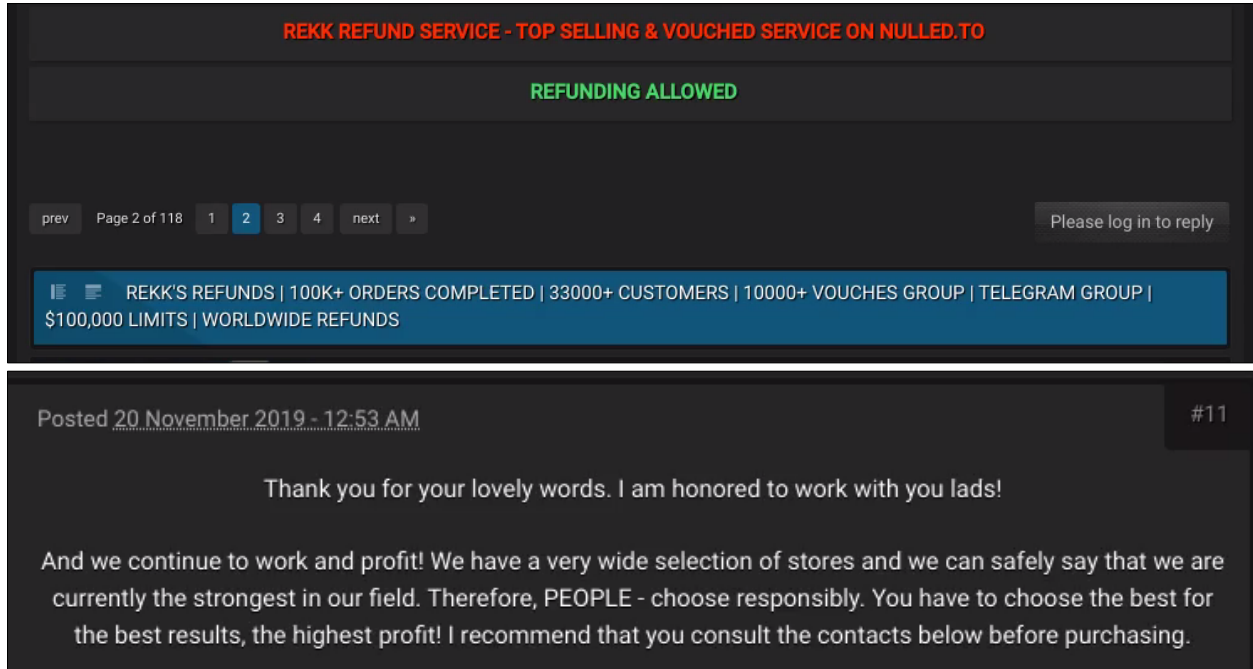 REKK REFUND SERVICE - TOP SELLING & VOUCHED SERVICE ON NULLED.TO
REFUNDING ALLOWED
prev Page 2 of 118 1 2 3 4 next »
Please log in to reply
REKK'S REFUNDS | 100K+ ORDERS COMPLETED | 33000+ CUSTOMERS | 10000+ VOUCHES GROUP | TELEGRAM GROUP |
$100,000 LIMITS | WORLDWIDE REFUNDS
Posted 20 November 2019 - 12:53 AM
#11
Thank you for your lovely words. I am honored to work with you lads!
And we continue to work and profit! We have a very wide selection of stores and we can safely say that we are
currently the strongest in our field. Therefore, PEOPLE - choose responsibly. You have to choose the best for
the best results, the highest profit! I recommend that you consult the contacts below before purchasing.